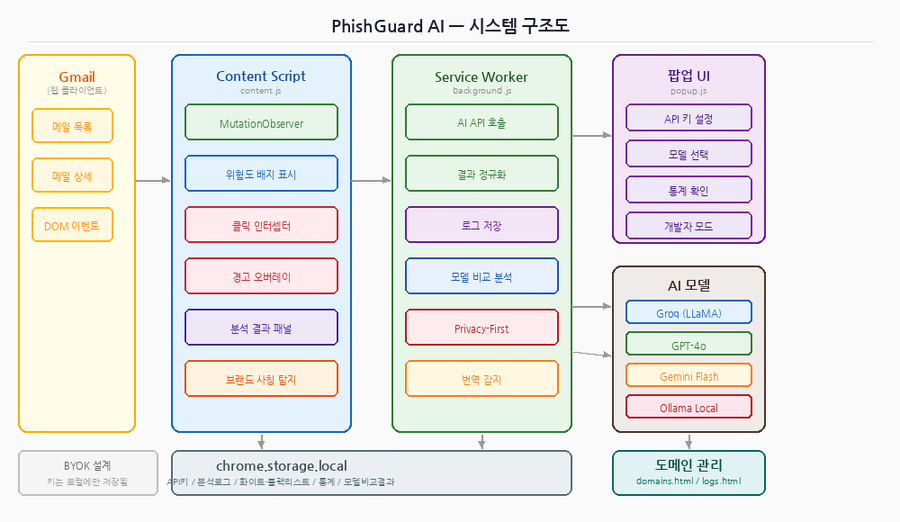 PhishGuard AI — 시스템 구조도
Gmail
(웹 클라이언트)
메일 목록
메일 상세
DOM 이벤트
Content Script
content.js
MutationObserver
위험도 배지 표시
클릭 인터셉터
경고 오버레이
분석 결과 패널
브랜드 사칭 탐지
Service Worker
background.js
AI API 호출
결과 정규화
로그 저장
모델 비교 분석
Privacy-First
번역 감지
팝업 UI
popup.js
API 키 설정
모델 선택
통계 확인
개발자 모드
AI 모델
Groq (LLaMA)
GPT-4o
Gemini Flash
Ollama Local
BYOK 설계
키는 로컬에만 저장됨
chrome.storage.local
API키 / 분석로그 / 화이트·블랙리스트 / 통계 / 모델비교결과
도메인 관리
domains.html / logs.html